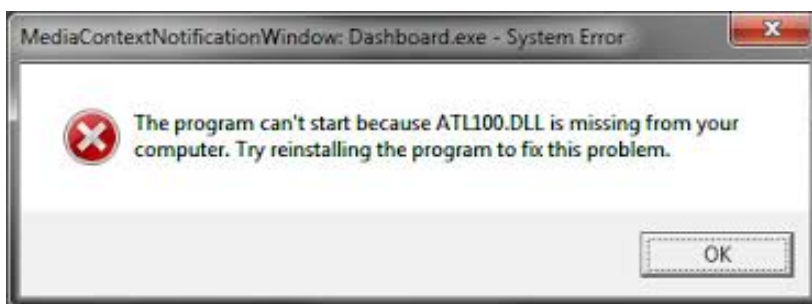 MediaContextNotificationWindow: Dashboard.exe - System Error
The program can't start because ATL100.DLL is missing from your
computer. Try reinstalling the program to fix this problem.
OK